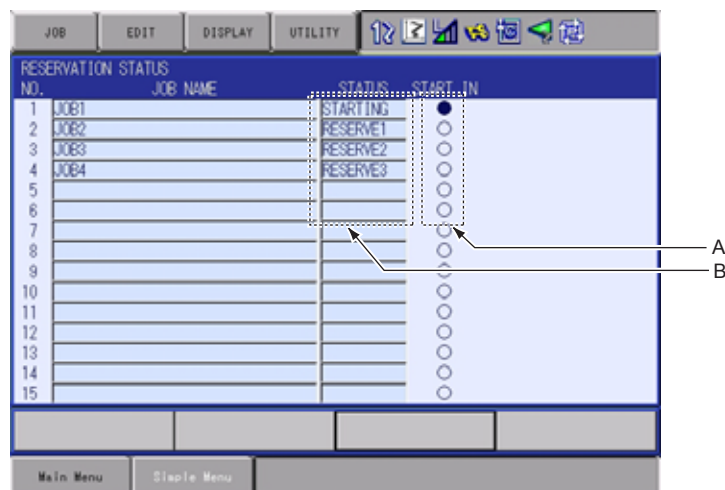 JOB EDIT DISPLAY UTILITY
RESERVATION STATUS
NO. JOB NAME STATUS START IN
1 JOB1 STARTING
2 JOB2 RESERVE1
3 JOB3 RESERVE2
4 JOB4 RESERVE3
5
6
7
A
8
B
9
10
11
12
13
14
15
Main Menu Simple Menu